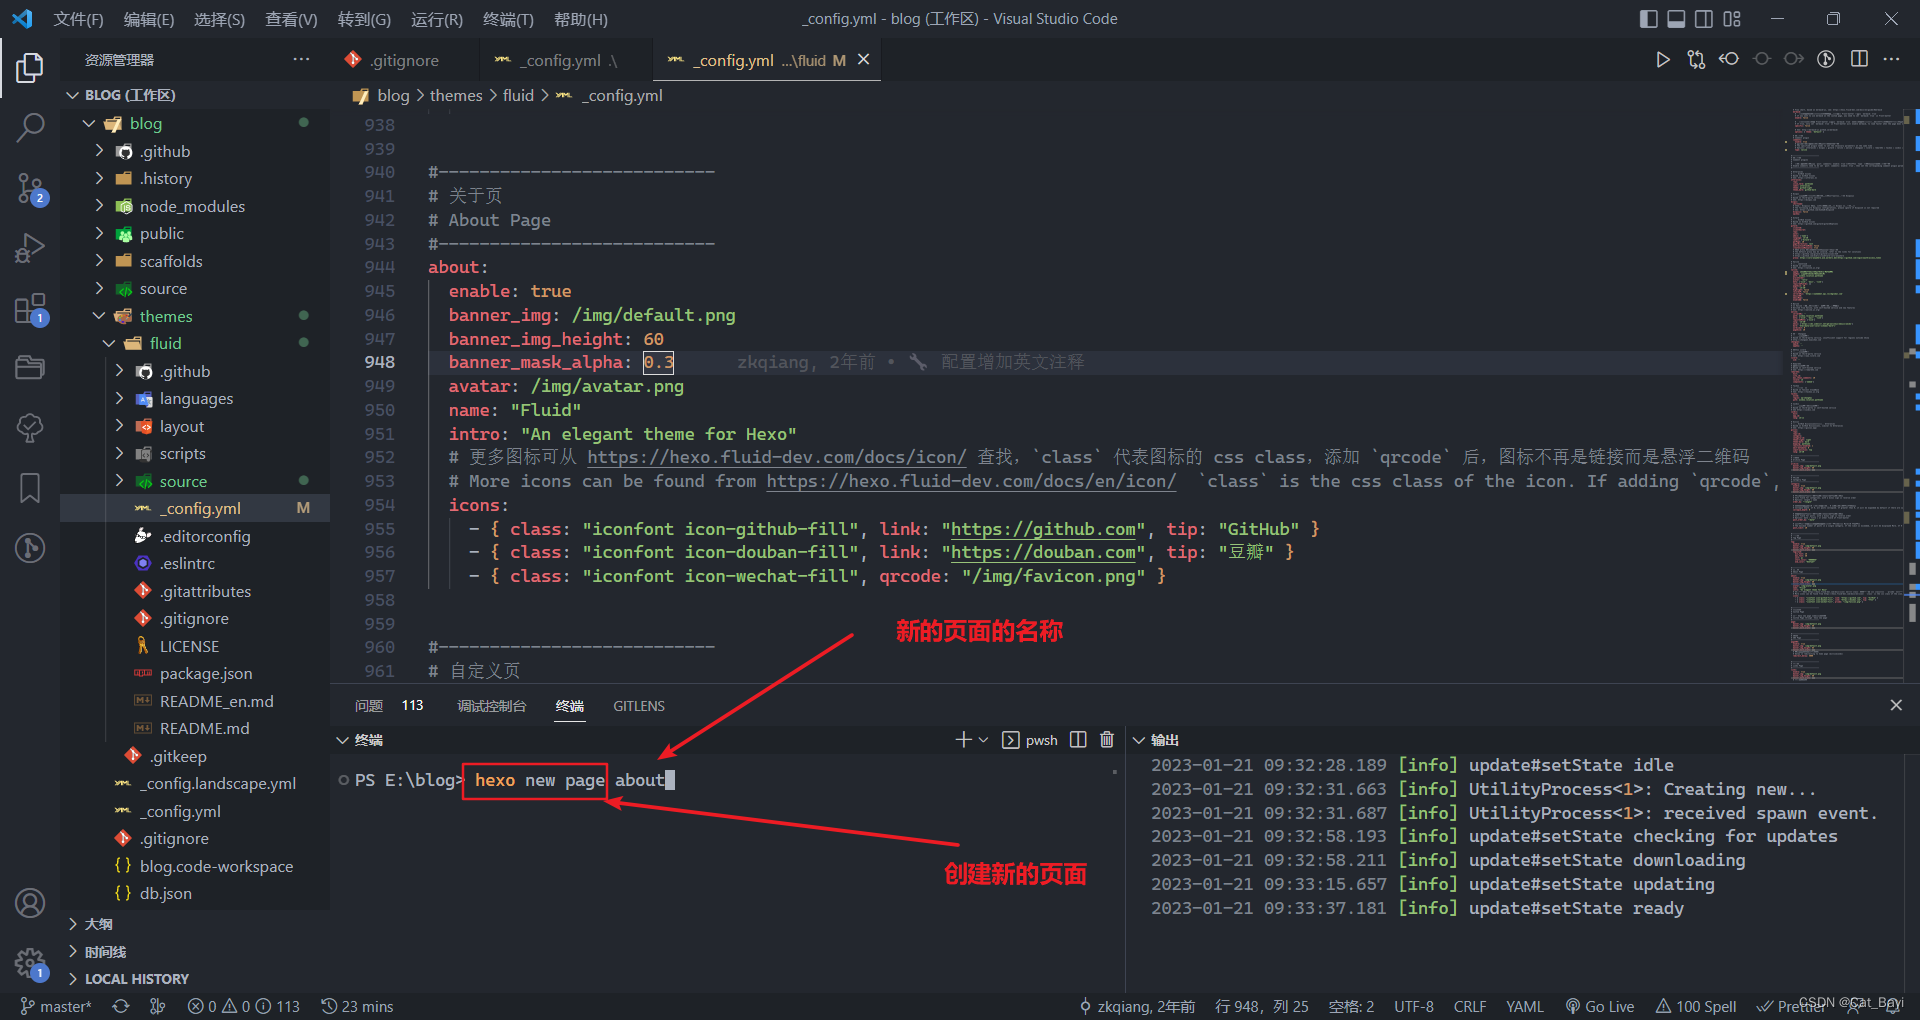 文件(F) 编辑(E) 选择(S) 查看(V) 转到(G) 运行(R) 终端(T) 帮助(H)
_config.yml - blog (工作区) - Visual Studio Code
资源管理器
.gitignore
_config.yml .\
_config.yml ...\fluid M
BLOG (工作区)
blog
.github
.history
node_modules
public
scaffolds
source
themes
fluid
.github
languages
layout
scripts
source
_config.yml M
.editorconfig
.eslintrc
.gitattributes
.gitignore
LICENSE
package.json
README_en.md
README.md
.gitkeep
_config.landscape.yml
_config.yml
.gitignore
blog.code-workspace
db.json
大纲
时间线
LOCAL HISTORY
2
1
1
blog > themes > fluid > _config.yml
938
939
940 #---------------------------
941 # 关于页
942 # About Page
943 #---------------------------
944 about:
945 enable: true
946 banner_img: /img/default.png
947 banner_img_height: 60
948 banner_mask_alpha: 0.3 zkqiang, 2年前 • 🔧 配置增加英文注释
949 avatar: /img/avatar.png
950 name: "Fluid"
951 intro: "An elegant theme for Hexo"
952 # 更多图标可从 https://hexo.fluid-dev.com/docs/icon/ 查找，`class` 代表图标的 css class，添加 `qrcode` 后，图标不再是链接而是悬浮二维码
953 # More icons can be found from https://hexo.fluid-dev.com/docs/en/icon/ `class` is the css class of the icon. If adding `qrcode`,
954 icons:
955 - { class: "iconfont icon-github-fill", link: "https://github.com", tip: "GitHub" }
956 - { class: "iconfont icon-douban-fill", link: "https://douban.com", tip: "豆瓣" }
957 - { class: "iconfont icon-wechat-fill", qrcode: "/img/favicon.png" }
958
959
960 #---------------------------
961 # 自定义页
新的页面的名称
问题 113 调试控制台 终端 GITLENS
终端
pwsh
PS E:\blog> hexo new page about
创建新的页面
输出
2023-01-21 09:32:28.189 [info] update#setState idle
2023-01-21 09:32:31.663 [info] UtilityProcess<1>: Creating new...
2023-01-21 09:32:31.687 [info] UtilityProcess<1>: received spawn event.
2023-01-21 09:32:58.193 [info] update#setState checking for updates
2023-01-21 09:32:58.211 [info] update#setState downloading
2023-01-21 09:33:15.657 [info] update#setState updating
2023-01-21 09:33:37.181 [info] update#setState ready
master* 0 0 113 23 mins
zkqiang, 2年前 行 948，列 25 空格: 2 UTF-8 CRLF YAML Go Live 100 Spell Prettier
CSDN @Cat_Bayi